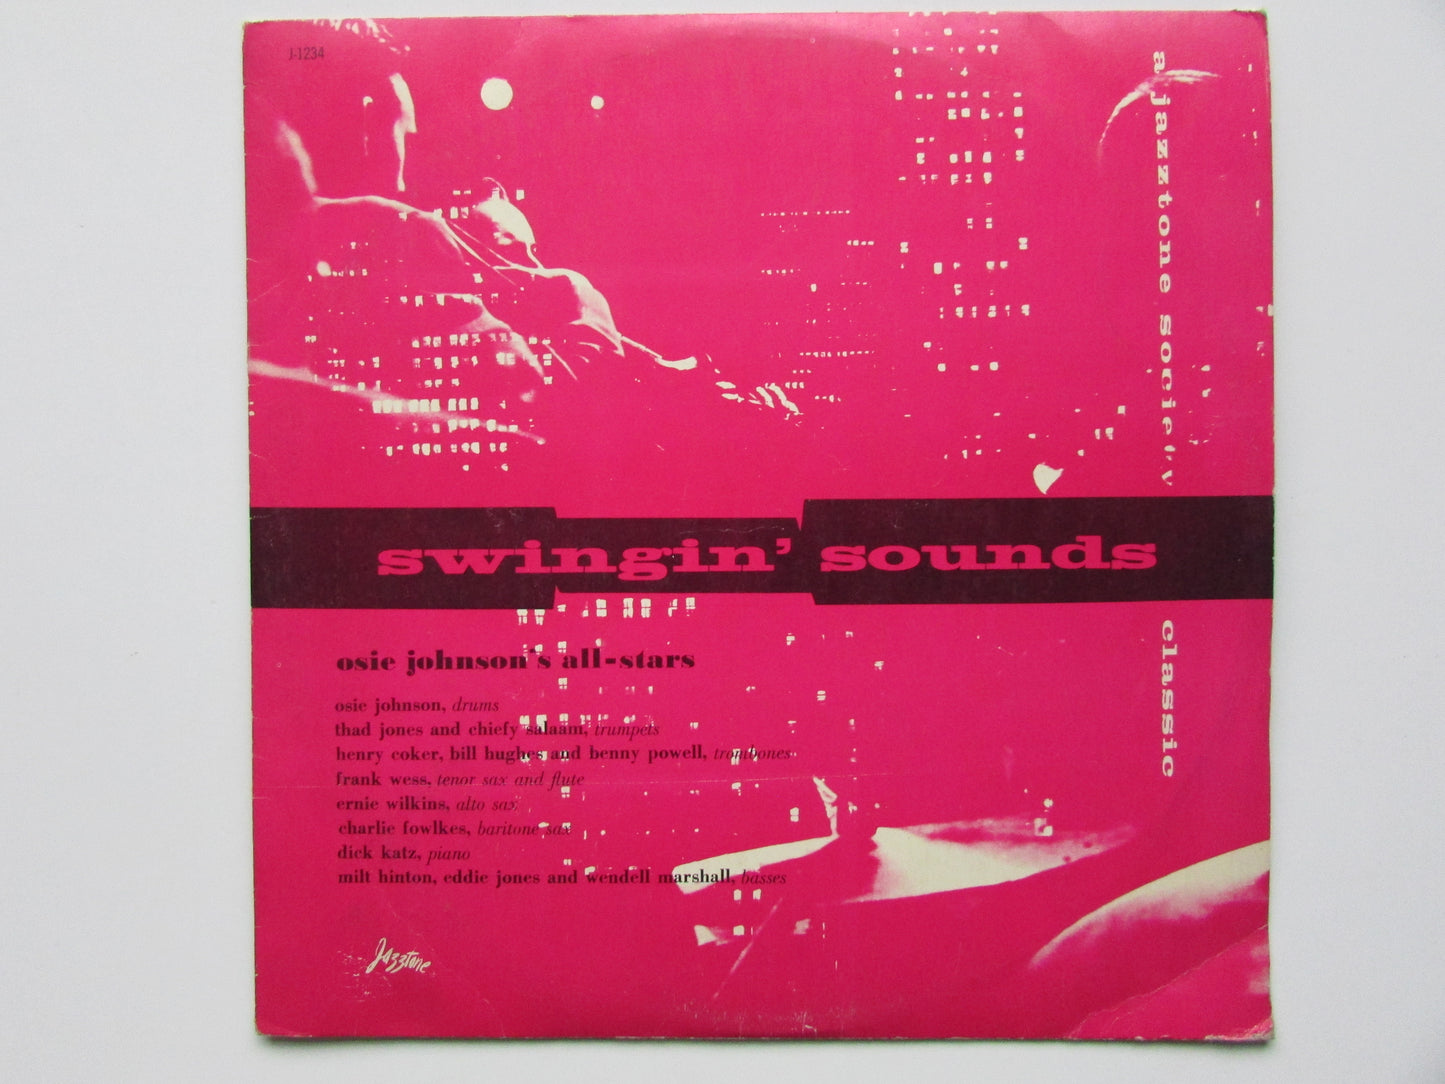 J-1234
a jazztone society classic
swingin' sounds
osie johnson's all-stars
osie johnson, drums
thad jones and chiefy salaam, trumpets
henry coker, bill hughes and benny powell, trombones
frank wess, tenor sax and flute
ernie wilkins, alto sax
charlie fowlkes, baritone sax
dick katz, piano
milt hinton, eddie jones and wendell marshall, basses
Jazztone